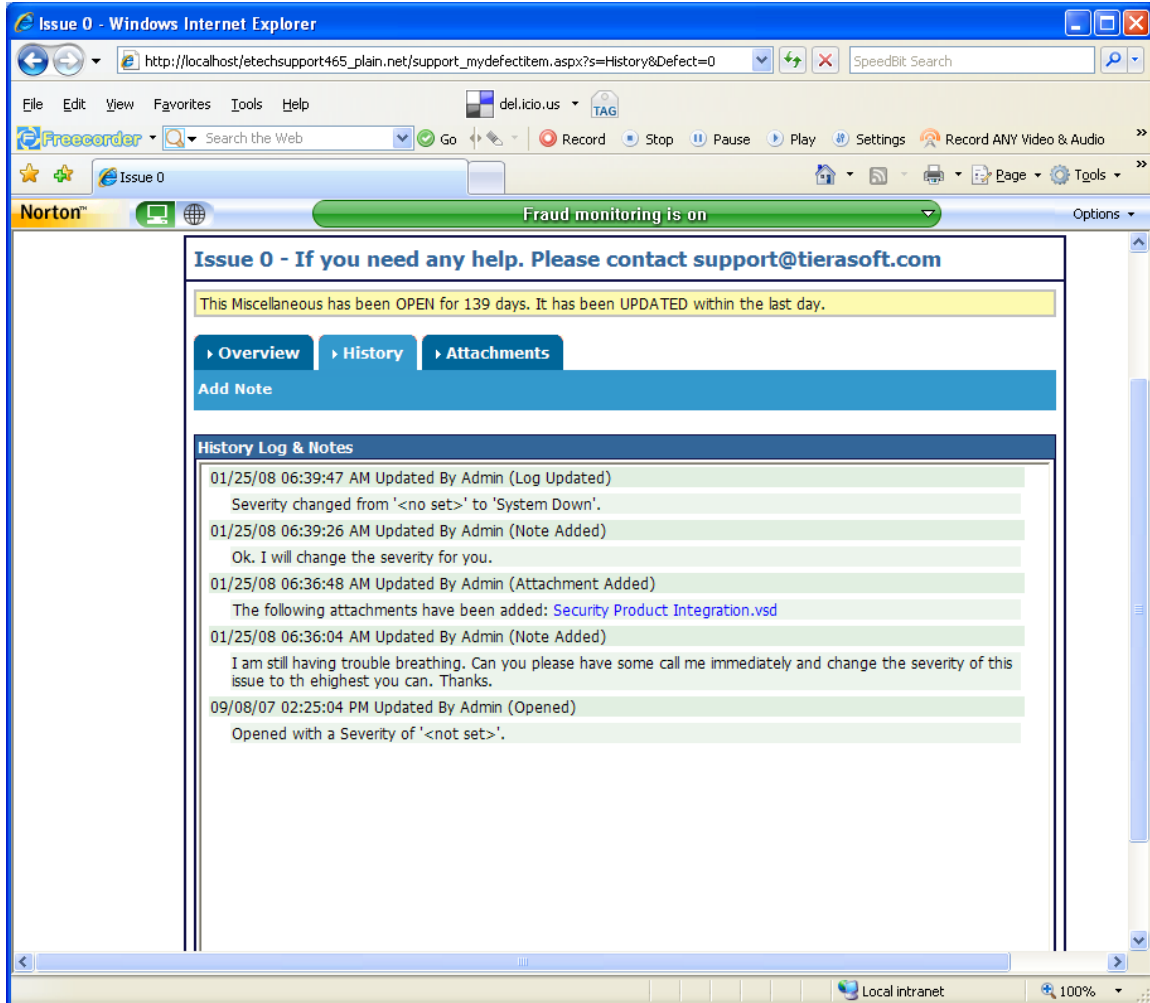 Issue 0 - Windows Internet Explorer
http://localhost/etechsupport465_plain.net/support_mydefectitem.aspx?s=History&Defect=0
SpeedBit Search
File Edit View Favorites Tools Help
del.icio.us
TAG
Freecorder
Search the Web
Go
Record
Stop
Pause
Play
Settings
Record ANY Video & Audio
»
Issue 0
Page
Tools
»
Norton™
Fraud monitoring is on
Options
Issue 0 - If you need any help. Please contact support@tierasoft.com
This Miscellaneous has been OPEN for 139 days. It has been UPDATED within the last day.
Overview
History
Attachments
Add Note
History Log & Notes
01/25/08 06:39:47 AM Updated By Admin (Log Updated)
Severity changed from '<no set>' to 'System Down'.
01/25/08 06:39:26 AM Updated By Admin (Note Added)
Ok. I will change the severity for you.
01/25/08 06:36:48 AM Updated By Admin (Attachment Added)
The following attachments have been added: Security Product Integration.vsd
01/25/08 06:36:04 AM Updated By Admin (Note Added)
I am still having trouble breathing. Can you please have some call me immediately and change the severity of this
issue to th ehighest you can. Thanks.
09/08/07 02:25:04 PM Updated By Admin (Opened)
Opened with a Severity of '<not set>'.
Local intranet
100%